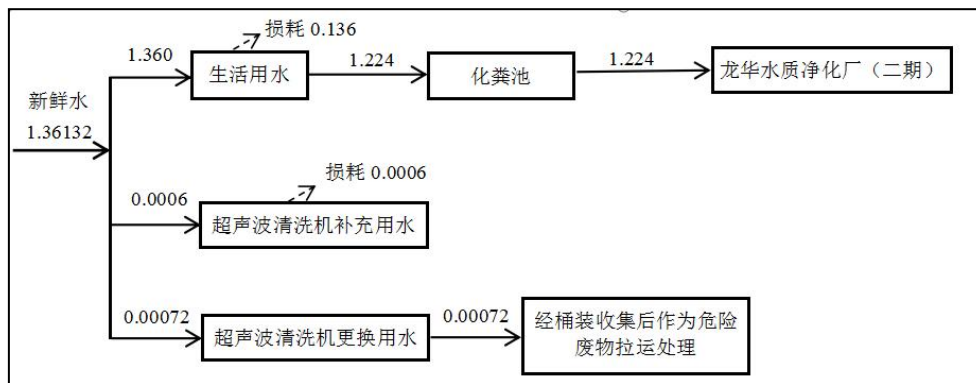 损耗 0.136
1.360
生活用水
1.224
化粪池
1.224
龙华水质净化厂（二期）
新鲜水
1.36132
损耗 0.0006
0.0006
超声波清洗机补充用水
0.00072
超声波清洗机更换用水
0.00072
经桶装收集后作为危险
废物拉运处理